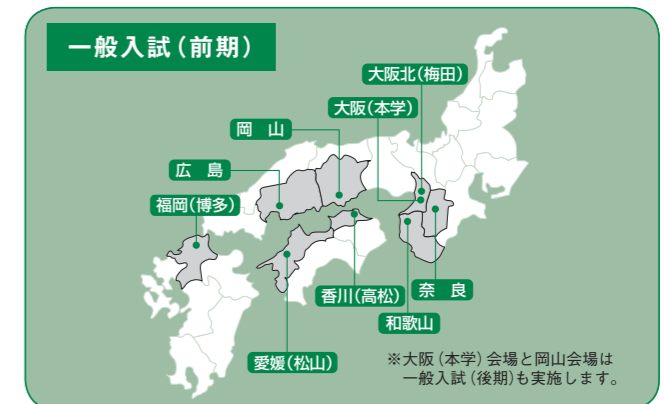 一般入試（前期）
大阪北（梅田）
大阪（本学）
岡　山
広　島
福岡（博多）
香川（高松）
奈　良
和歌山
愛媛（松山）
※大阪（本学）会場と岡山会場は
一般入試（後期）も実施します。